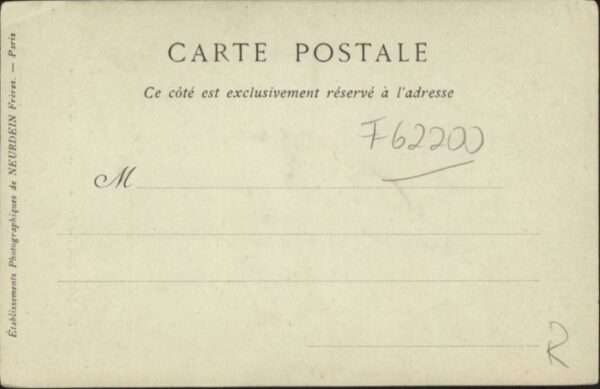 CARTE POSTALE
Ce côté est exclusivement réservé à l'adresse
F62200
M
R
Établissements Photographiques de NEURDEIN Frères. — Paris